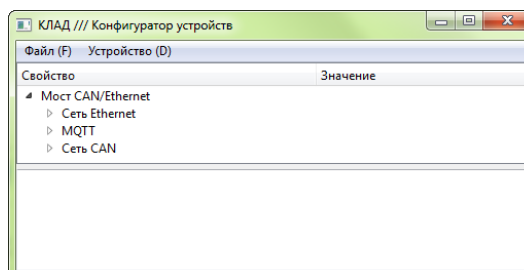 КЛАД /// Конфигуратор устройств
Файл (F) Устройство (D)
Свойство Значение
Мост CAN/Ethernet
Сеть Ethernet
MQTT
Сеть CAN